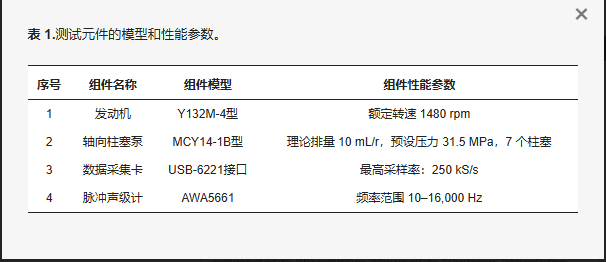 表 1.测试元件的模型和性能参数。
序号 组件名称 组件模型 组件性能参数
1 发动机 Y132M-4型 额定转速 1480 rpm
2 轴向柱塞泵 MCY14-1B型 理论排量 10 mL/r，预设压力 31.5 MPa，7 个柱塞
3 数据采集卡 USB-6221接口 最高采样率：250 kS/s
4 脉冲声级计 AWA5661 频率范围 10–16,000 Hz